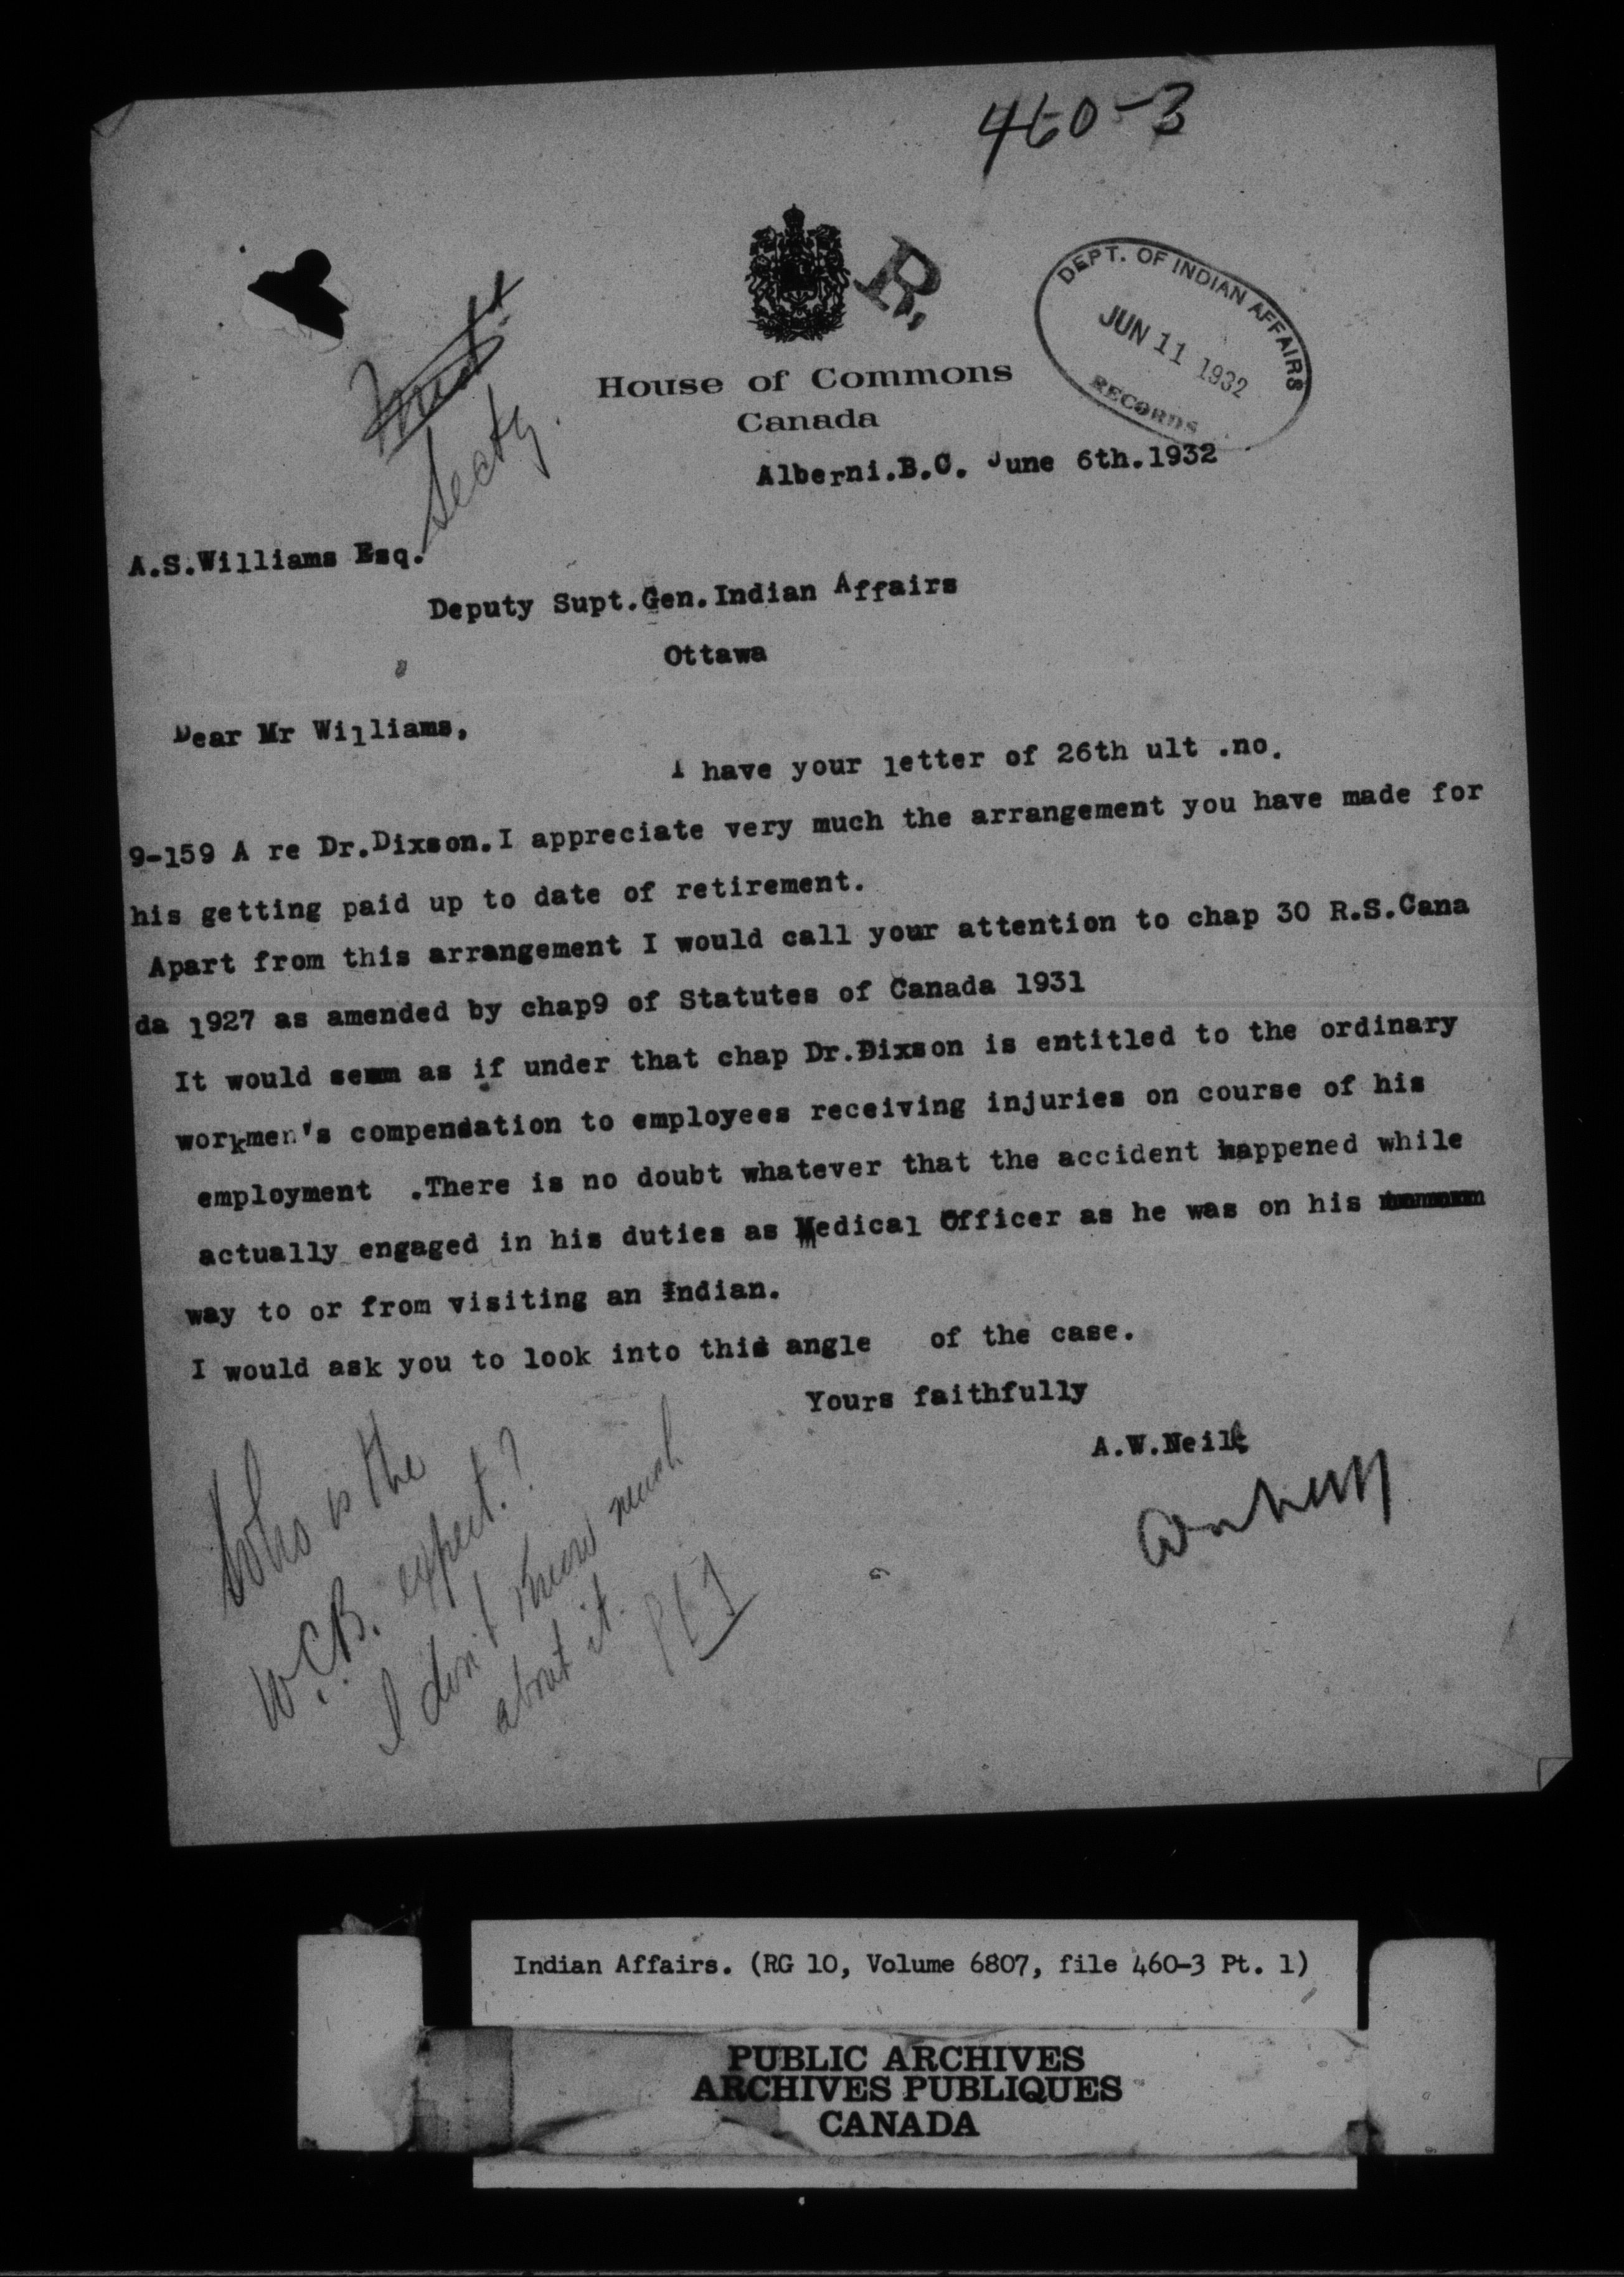 460-3
R.
DEPT. OF INDIAN AFFAIRS
JUN 11 1932
RECORDS
House of Commons
Canada
Secty.
Alberni.B.C. June 6th.1932
A.S.Williams Esq.
Deputy Supt.Gen.Indian Affairs
Ottawa
Dear Mr Williams,
I have your letter of 26th ult .no.
9-159 A re Dr.Dixson.I appreciate very much the arrangement you have made for
his getting paid up to date of retirement.
Apart from this arrangement I would call your attention to chap 30 R.S.Cana
da 1927 as amended by chap9 of Statutes of Canada 1931
It would semm as if under that chap Dr.Dixson is entitled to the ordinary
workmen's compensation to employees receiving injuries on course of his
employment .There is no doubt whatever that the accident happened while
actually engaged in his duties as Medical Officer as he was on his
way to or from visiting an Indian.
I would ask you to look into this angle of the case.
Yours faithfully
A.W.Neill
Who is the
W.C.B. expert?
I don't know much
about it.
Indian Affairs. (RG 10, Volume 6807, file 460-3 Pt. 1)
PUBLIC ARCHIVES
ARCHIVES PUBLIQUES
CANADA